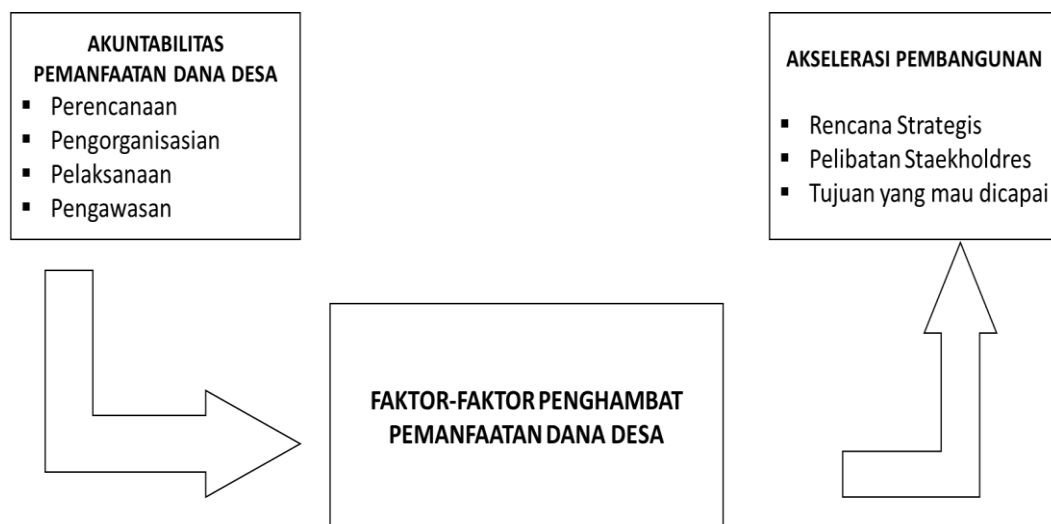 AKUNTABILITAS
PEMANFAATAN DANA DESA
▪ Perencanaan
▪ Pengorganisasian
▪ Pelaksanaan
▪ Pengawasan
AKSELERASI PEMBANGUNAN
▪ Rencana Strategis
▪ Pelibatan Staekholdres
▪ Tujuan yang mau dicapai
FAKTOR-FAKTOR PENGHAMBAT
PEMANFAATAN DANA DESA